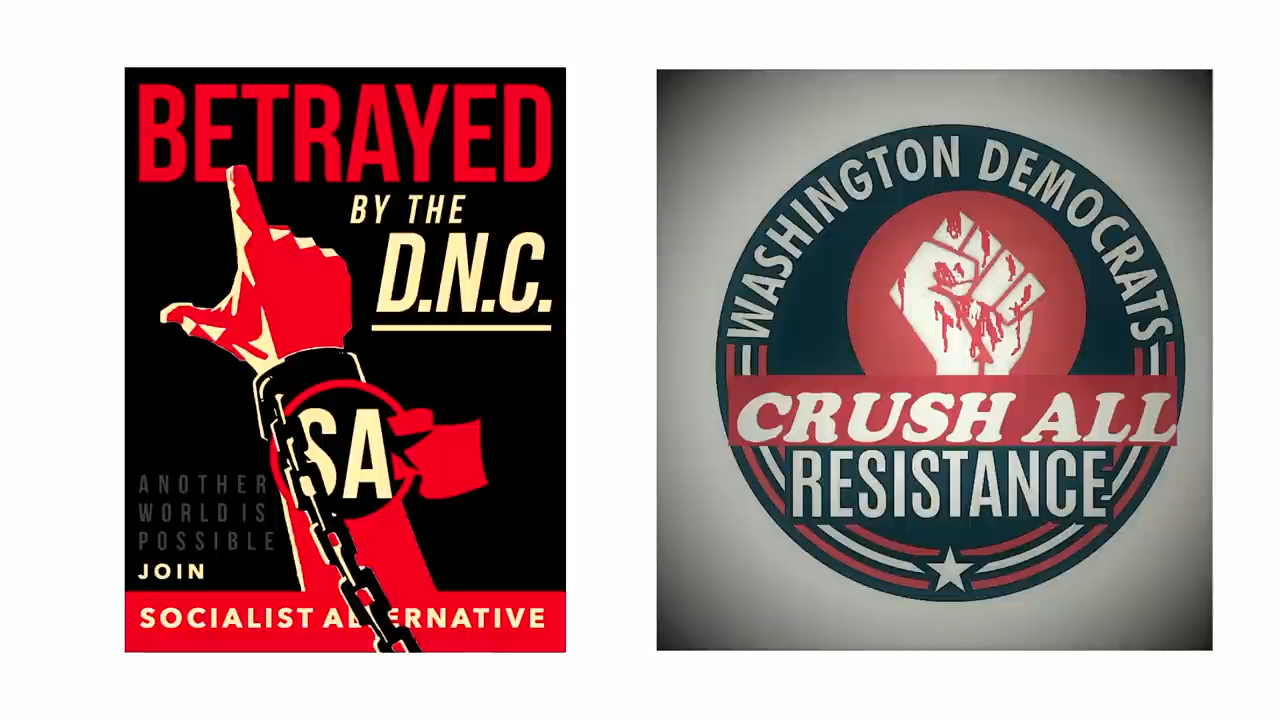 BETRAYED
BY THE
D.N.C.
SA
ANOTHER
WORLD IS
POSSIBLE
JOIN
SOCIALIST ALTERNATIVE
WASHINGTON DEMOCRATS
CRUSH ALL
RESISTANCE